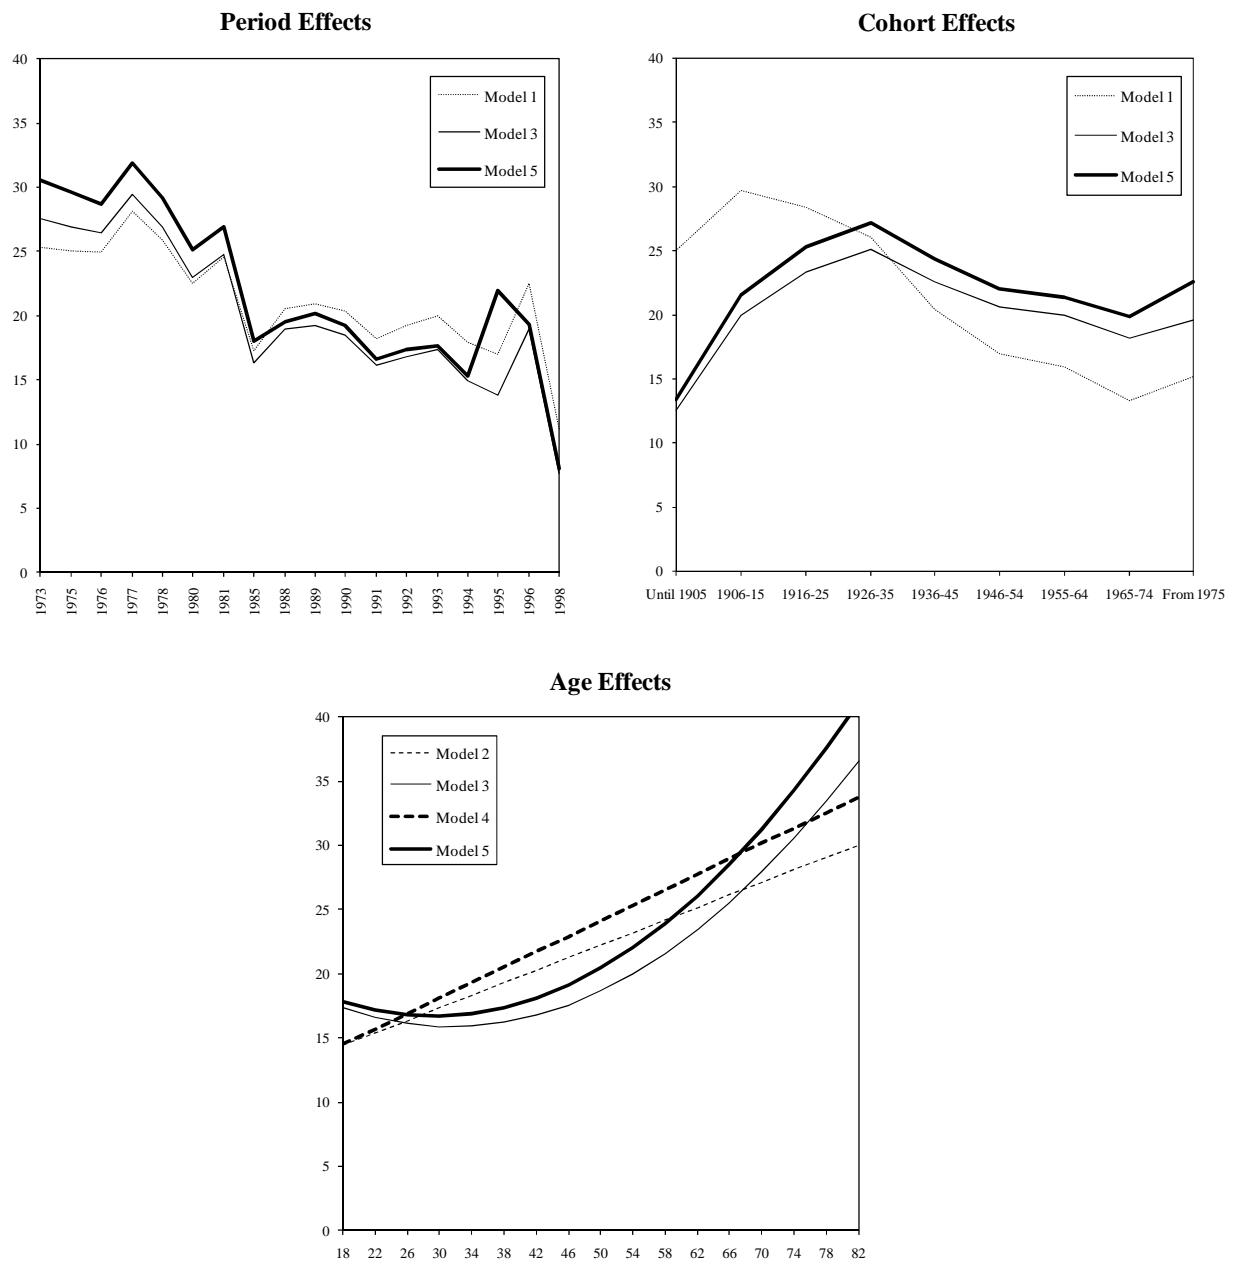 Period Effects
40
35
30
25
20
15
10
5
0
Model 1
Model 3
Model 5
1973 1975 1976 1977 1978 1980 1981 1985 1988 1989 1990 1991 1992 1993 1994 1995 1996 1998
Cohort Effects
40
35
30
25
20
15
10
5
0
Model 1
Model 3
Model 5
Until 1905 1906-15 1916-25 1926-35 1936-45 1946-54 1955-64 1965-74 From 1975
Age Effects
40
35
30
25
20
15
10
5
0
Model 2
Model 3
Model 4
Model 5
18 22 26 30 34 38 42 46 50 54 58 62 66 70 74 78 82